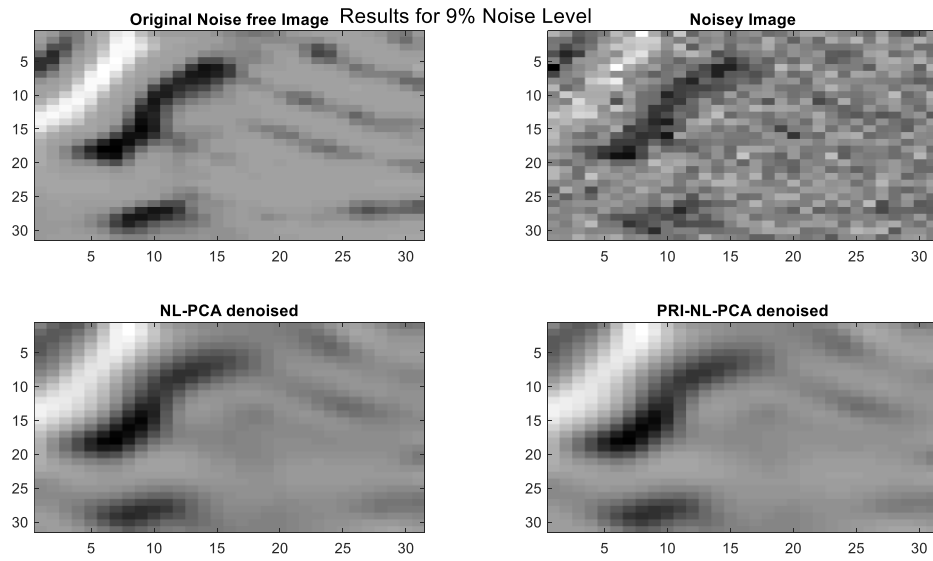 Results for 9% Noise Level
Original Noise free Image
Noisey Image
5
10
15
20
25
30
5 10 15 20 25 30
5
10
15
20
25
30
5 10 15 20 25 30
NL-PCA denoised
PRI-NL-PCA denoised
5
10
15
20
25
30
5 10 15 20 25 30
5
10
15
20
25
30
5 10 15 20 25 30